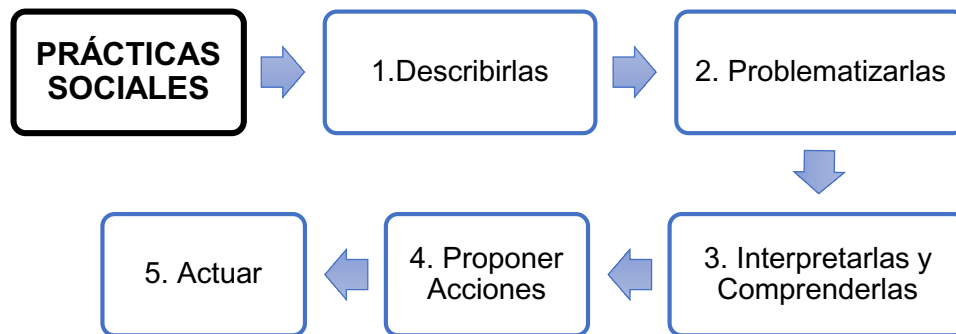 PRÁCTICAS
SOCIALES
1.Describirlas
2. Problematizarlas
3. Interpretarlas y
Comprenderlas
4. Proponer
Acciones
5. Actuar